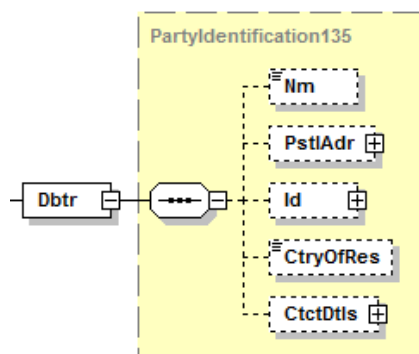 PartyIdentification135
Nm
PstlAdr
Dbtr
Id
CtryOfRes
CtctDtls